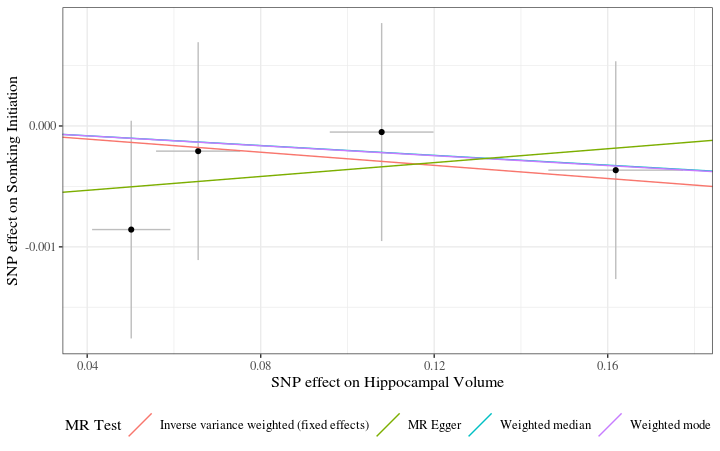 SNP effect on Somking Initiation
0.000
-0.001
0.04
0.08
0.12
0.16
SNP effect on Hippocampal Volume
MR Test
Inverse variance weighted (fixed effects)
MR Egger
Weighted median
Weighted mode